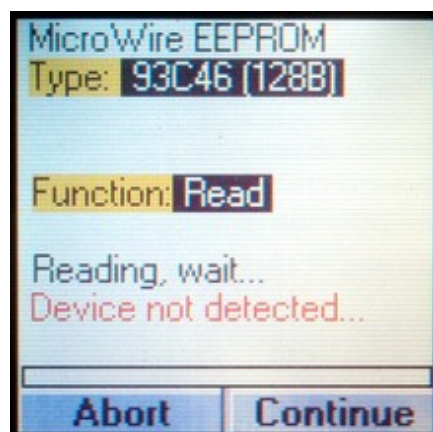 MicroWire EEPROM
Type: 93C46 (128B)
Function: Read
Reading, wait...
Device not detected...
Abort Continue